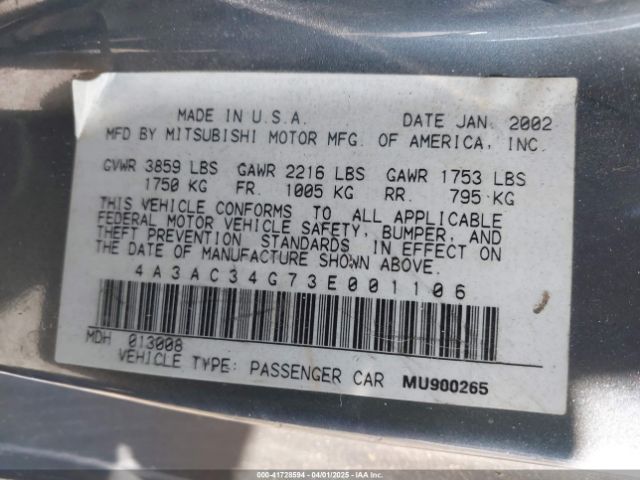 MADE IN U.S.A. DATE JAN. 2002
MFD BY MITSUBISHI MOTOR MFG. OF AMERICA, INC.
GVWR 3859 LBS GAWR 2216 LBS GAWR 1753 LBS
1750 KG FR. 1005 KG RR. 795 KG
THIS VEHICLE CONFORMS TO ALL APPLICABLE
FEDERAL MOTOR VEHICLE SAFETY, BUMPER, AND
THEFT PREVENTION STANDARDS IN EFFECT ON
THE DATE OF MANUFACTURE SHOWN ABOVE.
4A3AC34G73E001106
MDH 013008
VEHICLE TYPE: PASSENGER CAR MU900265
000-41728594 - 04/01/2025 - IAAI.COM